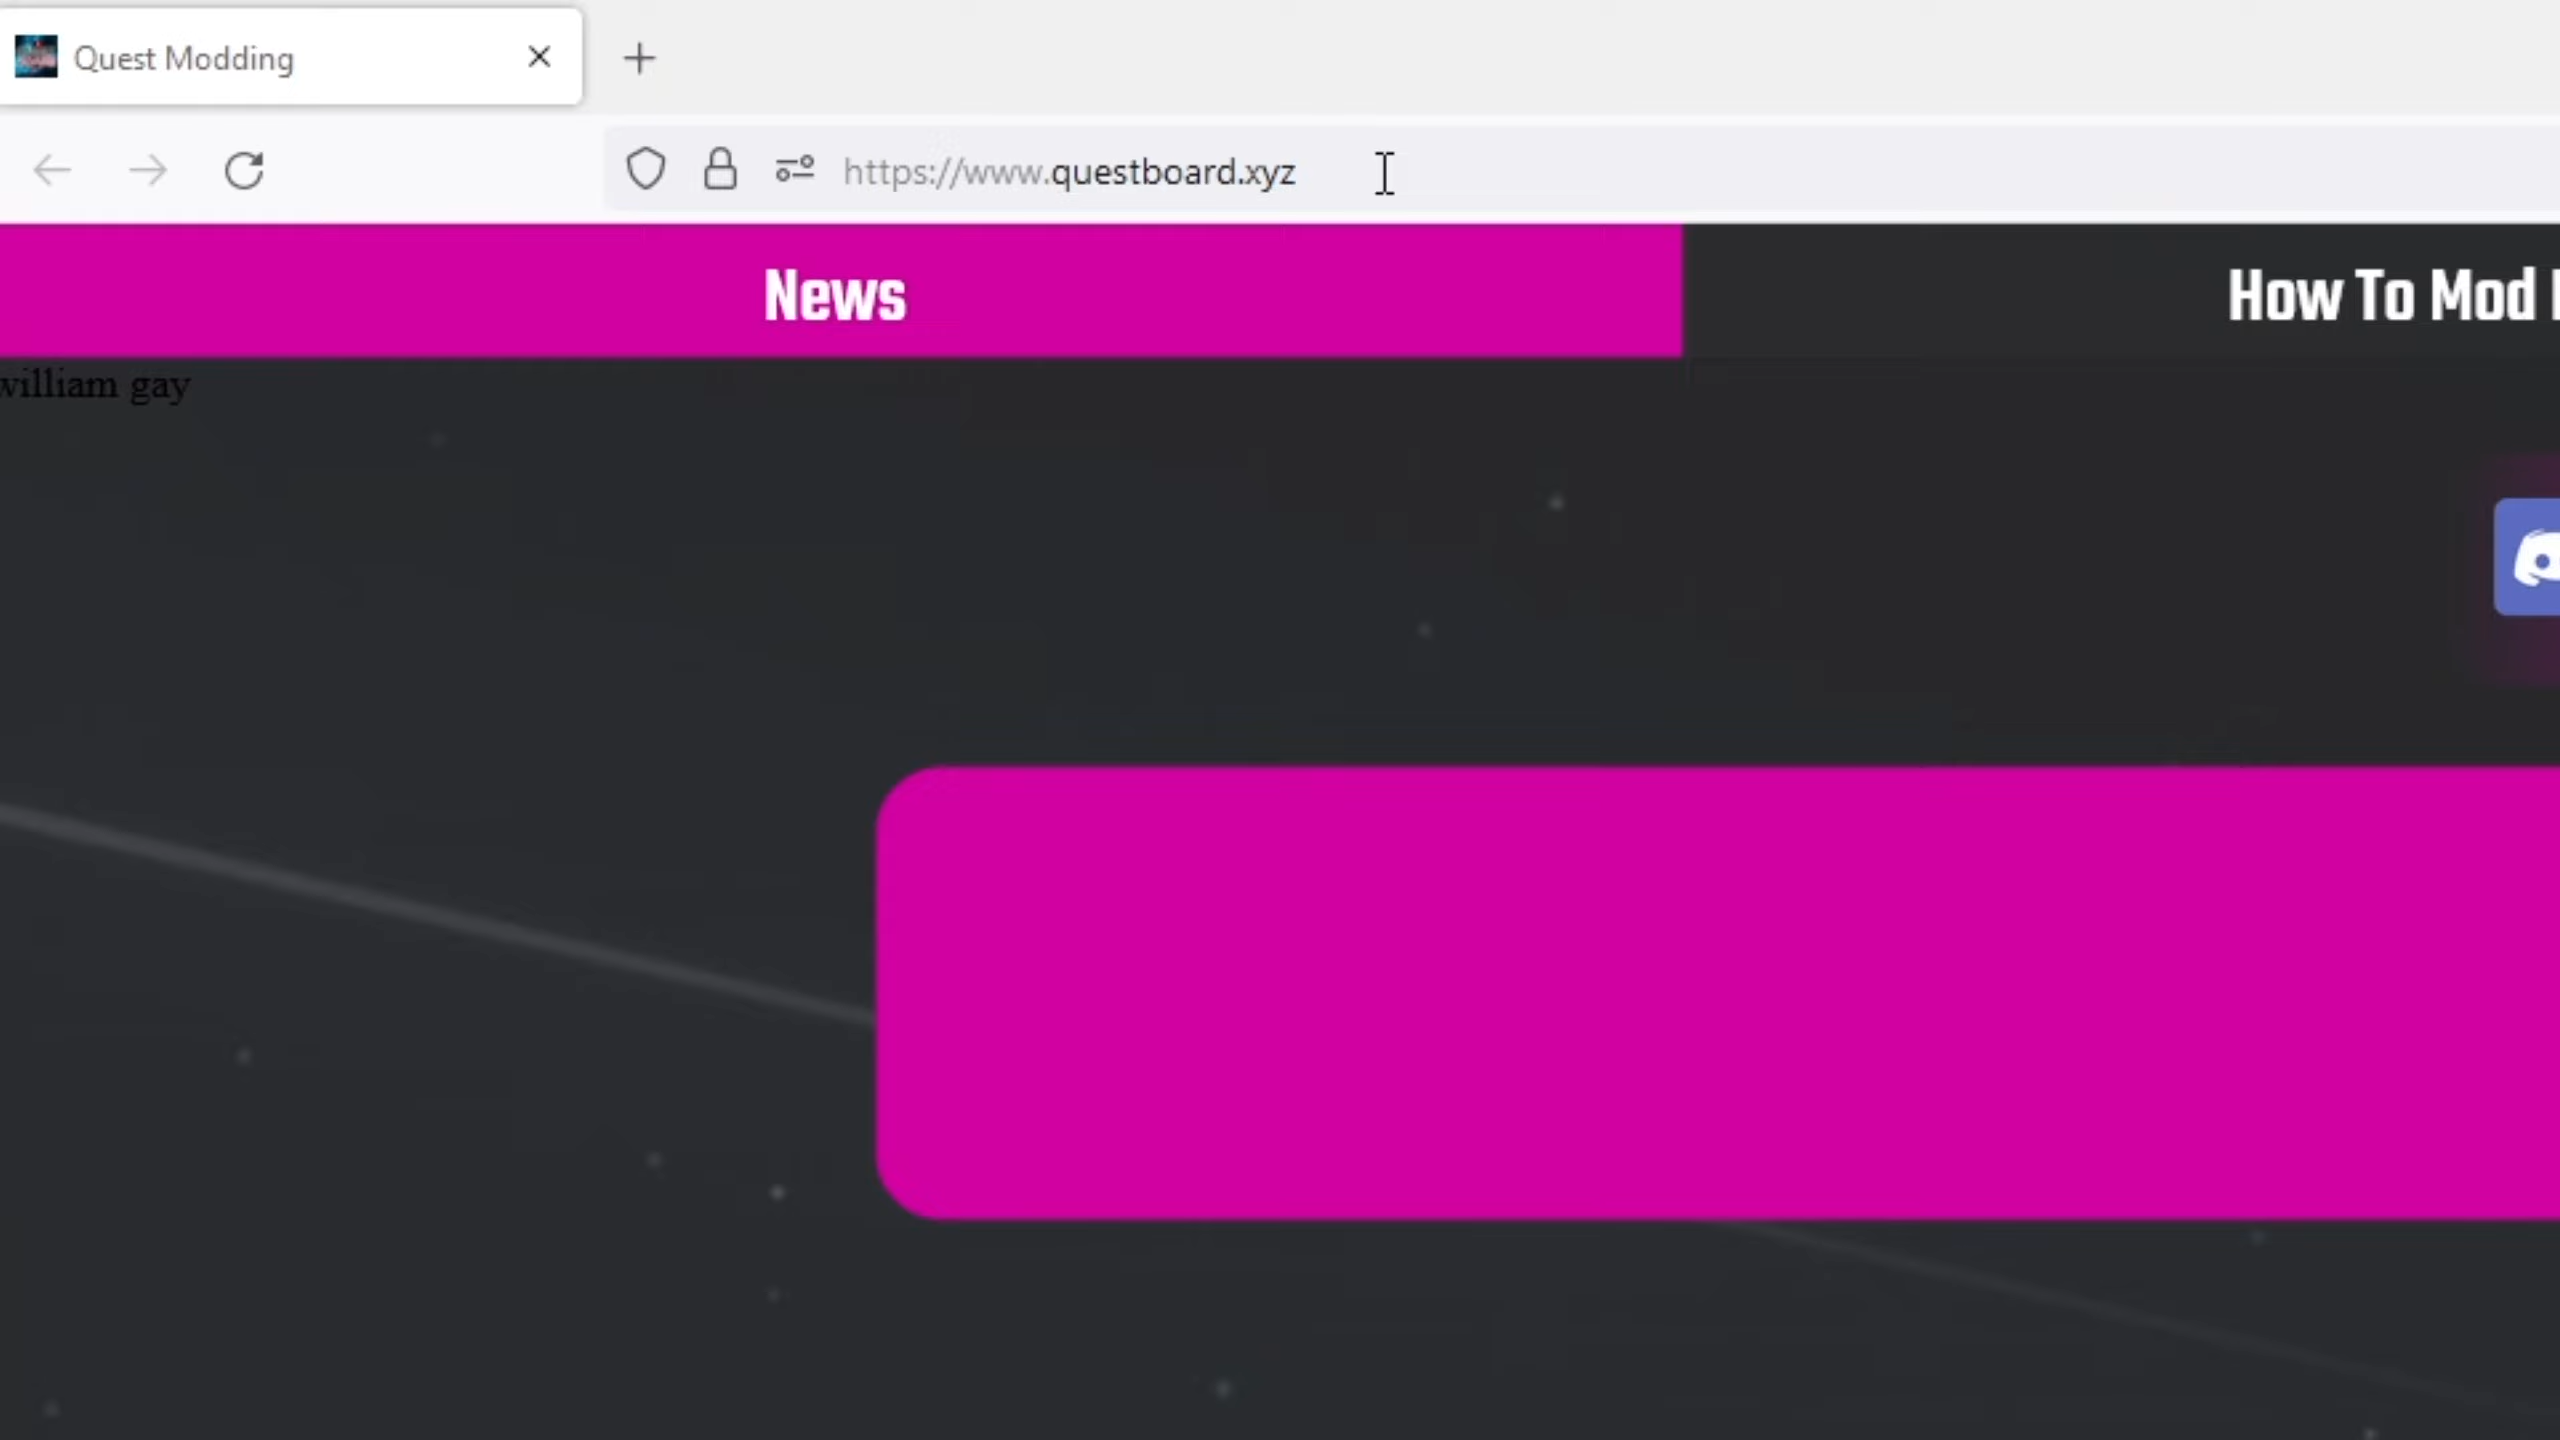 Quest Modding
https://www.questboard.xyz
News
How To Mod
william gay